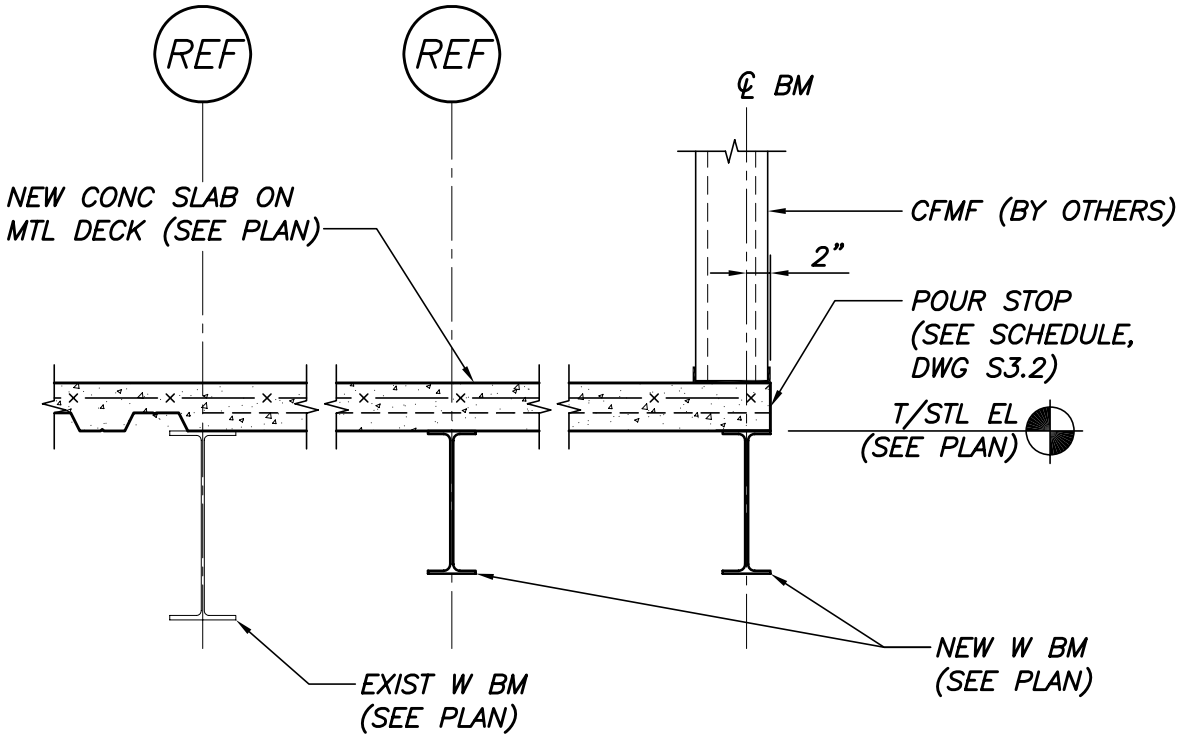 REF
REF
℄ BM
NEW CONC SLAB ON
MTL DECK (SEE PLAN)
CFMF (BY OTHERS)
2"
POUR STOP
(SEE SCHEDULE,
DWG S3.2)
T/STL EL
(SEE PLAN)
NEW W BM
(SEE PLAN)
EXIST W BM
(SEE PLAN)